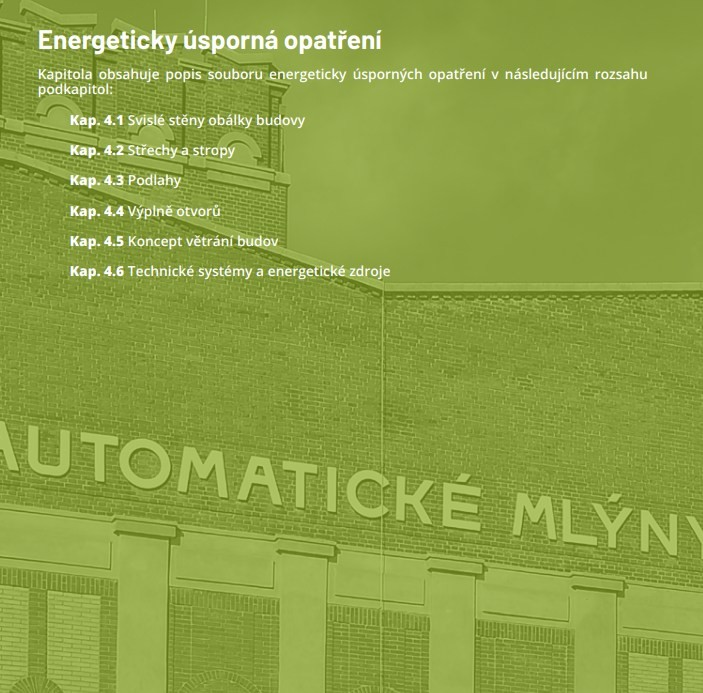 Energeticky úsporná opatření
Kapitola obsahuje popis souboru energeticky úsporných opatření v následujícím rozsahu
podkapitol:
Kap. 4.1 Svislé stěny obálky budovy
Kap. 4.2 Střechy a stropy
Kap. 4.3 Podlahy
Kap. 4.4 Výplně otvorů
Kap. 4.5 Koncept větrání budov
Kap. 4.6 Technické systémy a energetické zdroje
AUTOMATICKÉ MLÝNY